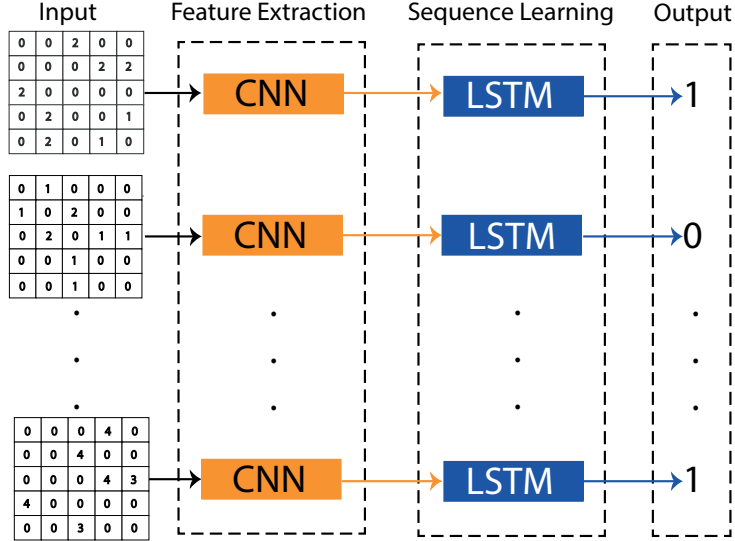 Input Feature Extraction Sequence Learning Output
0 0 2 0 0
0 0 0 2 2
2 0 0 0 0
0 2 0 0 1
0 2 0 1 0
CNN LSTM 1
0 1 0 0 0
1 0 2 0 0
0 2 0 1 1
0 0 1 0 0
0 0 1 0 0
CNN LSTM 0
0 0 0 4 0
0 0 4 0 0
0 0 0 4 3
4 0 0 0 0
0 0 3 0 0
CNN LSTM 1